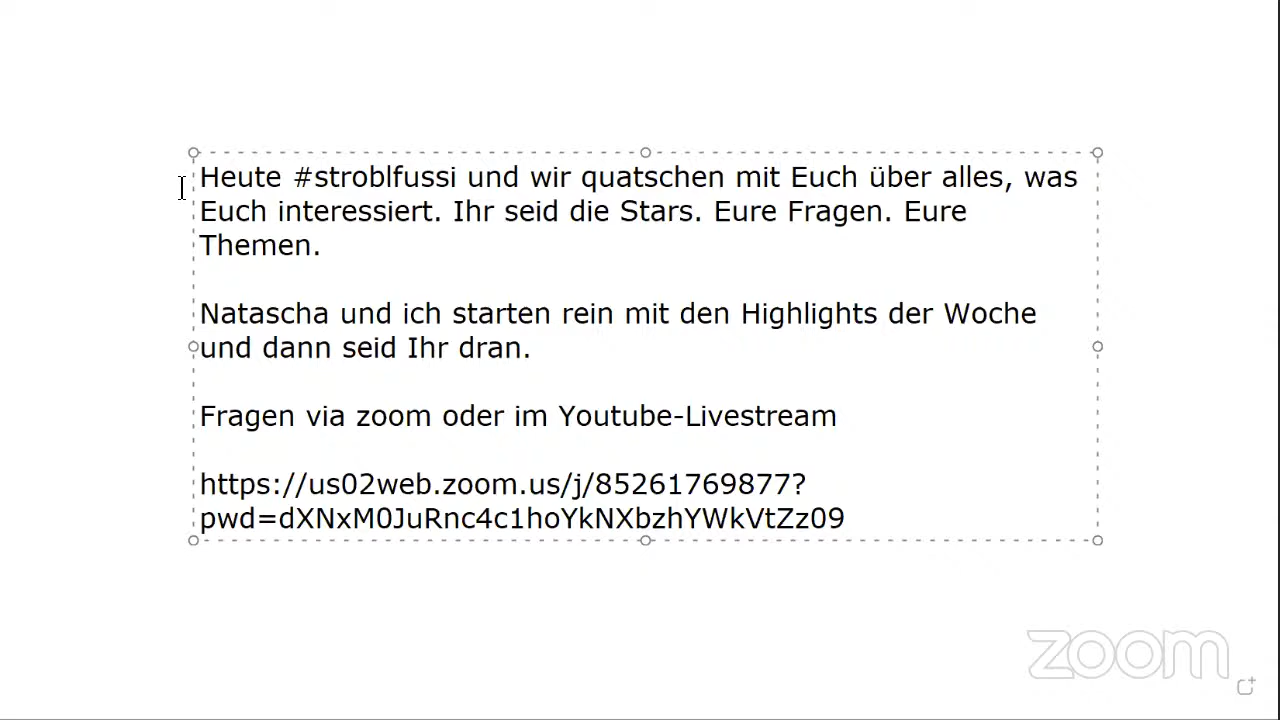 Heute #stroblfussi und wir quatschen mit Euch über alles, was
Euch interessiert. Ihr seid die Stars. Eure Fragen. Eure
Themen.
Natascha und ich starten rein mit den Highlights der Woche
und dann seid Ihr dran.
Fragen via zoom oder im Youtube-Livestream
https://us02web.zoom.us/j/85261769877?
pwd=dXNxM0JuRnc4c1hoYkNXbzhYWkVtZz09
zoom